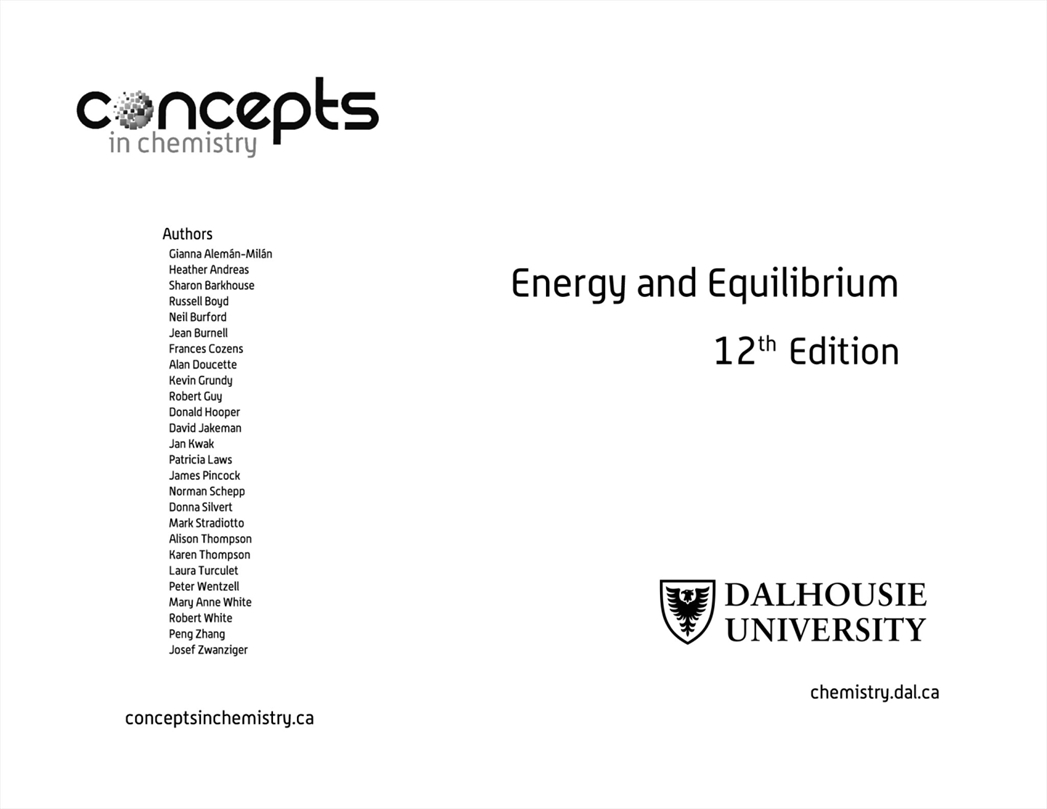 concepts
in chemistry
Authors
Gianna Alemán-Milán
Heather Andreas
Sharon Barkhouse
Russell Boyd
Neil Burford
Jean Burnell
Frances Cozens
Alan Doucette
Kevin Grundy
Robert Guy
Donald Hooper
David Jakeman
Jan Kwak
Patricia Laws
James Pincock
Norman Schepp
Donna Silvert
Mark Stradiotto
Alison Thompson
Karen Thompson
Laura Turculet
Peter Wentzell
Mary Anne White
Robert White
Peng Zhang
Josef Zwanziger
conceptsinchemistry.ca
Energy and Equilibrium
12th Edition
DALHOUSIE
UNIVERSITY
chemistry.dal.ca